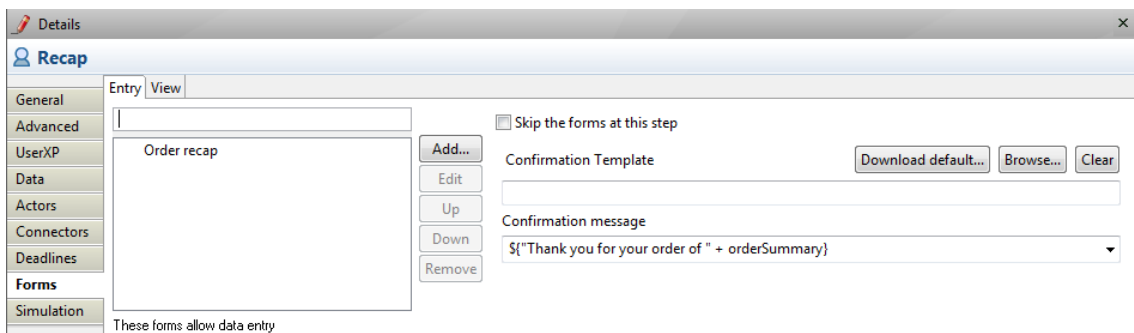 Details
Recap
General
Advanced
UserXP
Data
Actors
Connectors
Deadlines
Forms
Simulation
Entry View
Order recap
Add...
Edit
Up
Down
Remove
These forms allow data entry
Skip the forms at this step
Confirmation Template
Download default... Browse... Clear
Confirmation message
${"Thank you for your order of " + orderSummary}